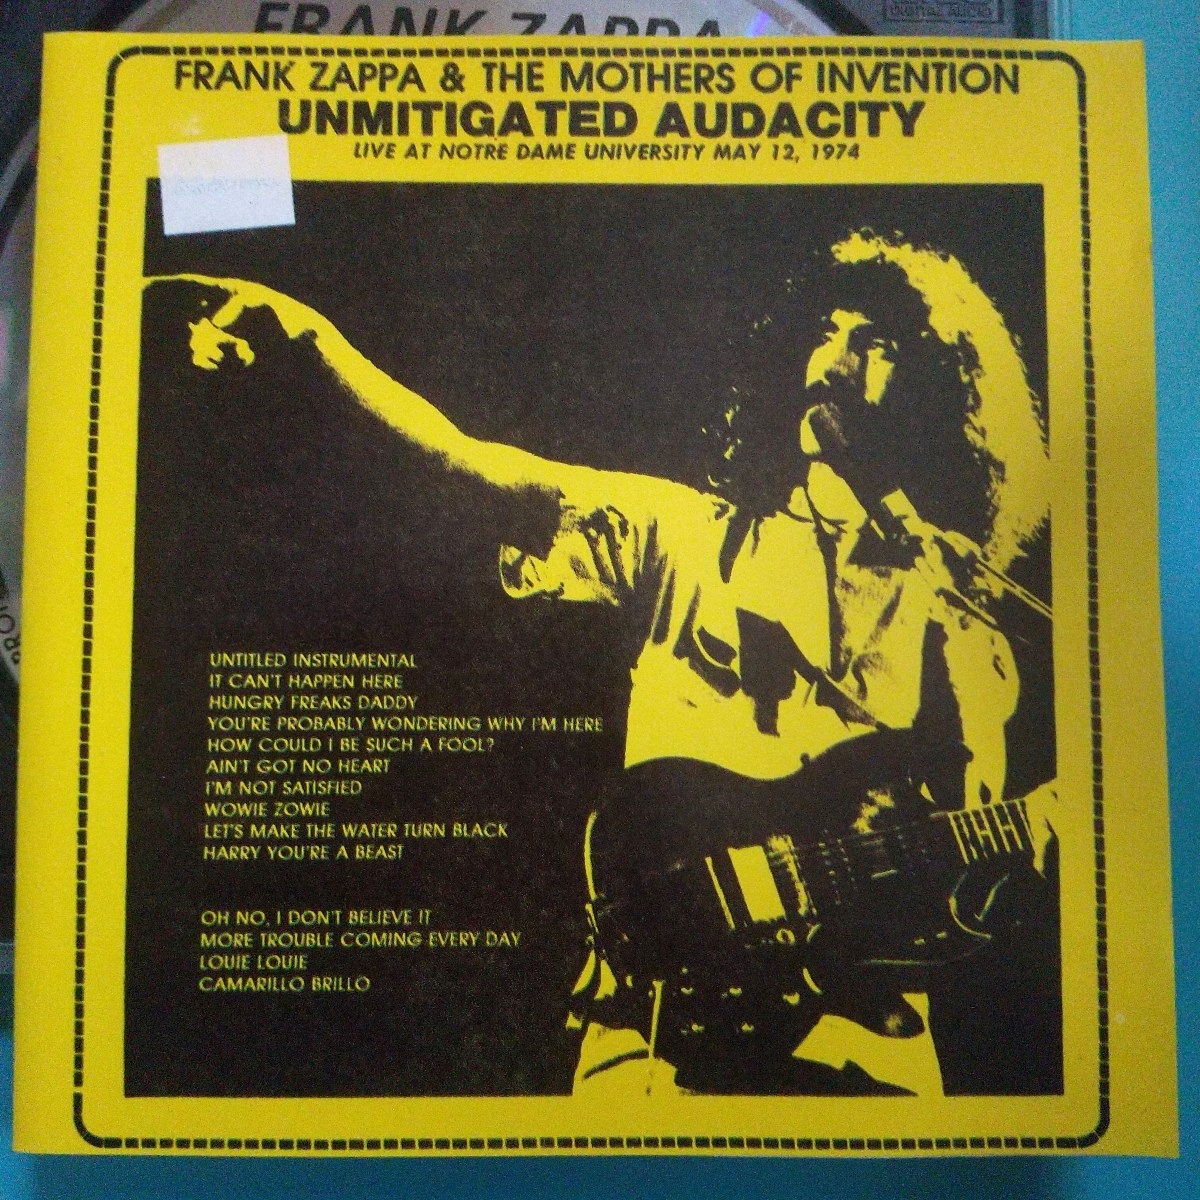 FRANK ZAPPA
DIGITAL AUDIO
FRANK ZAPPA & THE MOTHERS OF INVENTION
UNMITIGATED AUDACITY
LIVE AT NOTRE DAME UNIVERSITY MAY 12, 1974
UNTITLED INSTRUMENTAL
IT CAN'T HAPPEN HERE
HUNGRY FREAKS DADDY
YOU'RE PROBABLY WONDERING WHY I'M HERE
HOW COULD I BE SUCH A FOOL?
AIN'T GOT NO HEART
I'M NOT SATISFIED
WOWIE ZOWIE
LET'S MAKE THE WATER TURN BLACK
HARRY YOU'RE A BEAST
OH NO, I DON'T BELIEVE IT
MORE TROUBLE COMING EVERY DAY
LOUIE LOUIE
CAMARILLO BRILLO